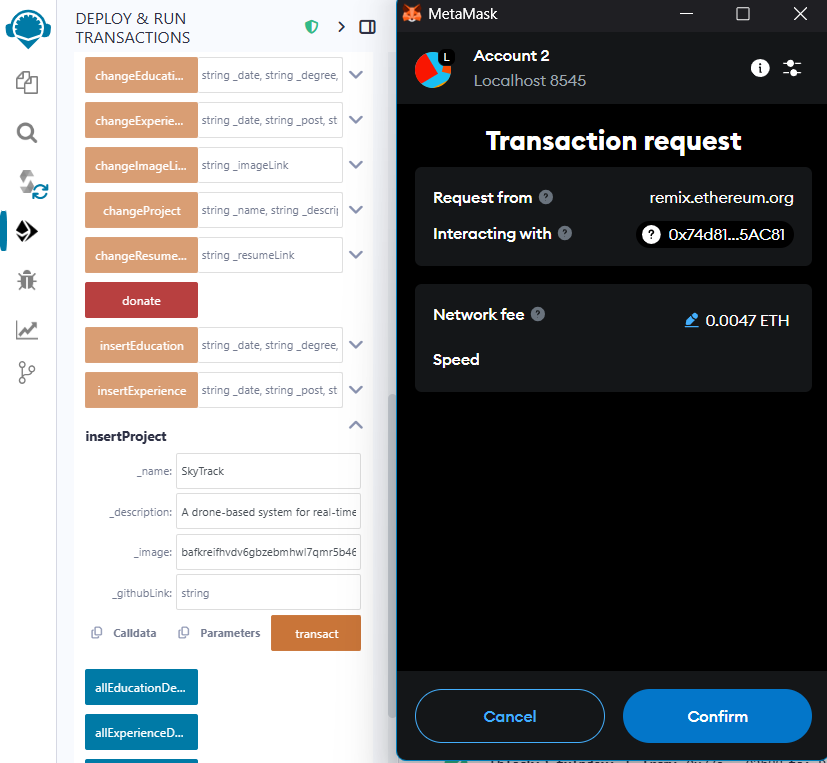 DEPLOY & RUN
TRANSACTIONS
changeEducati...
string _date, string _degree,
changeExperie...
string _date, string _post, st
changeImageLi...
string _imageLink
changeProject
string _name, string _descrip
changeResume...
string _resumeLink
donate
insertEducation
string _date, string _degree,
insertExperience
string _date, string _post, st
insertProject
_name:
SkyTrack
_description:
A drone-based system for real-time
_image:
bafkreifhvdv6gbzebmhwl7qmr5b46
_githubLink:
string
Calldata
Parameters
transact
allEducationDe...
allExperienceD...
MetaMask
L
Account 2
Localhost 8545
Transaction request
Request from
remix.ethereum.org
Interacting with
0x74d81...5AC81
Network fee
0.0047 ETH
Speed
Cancel
Confirm